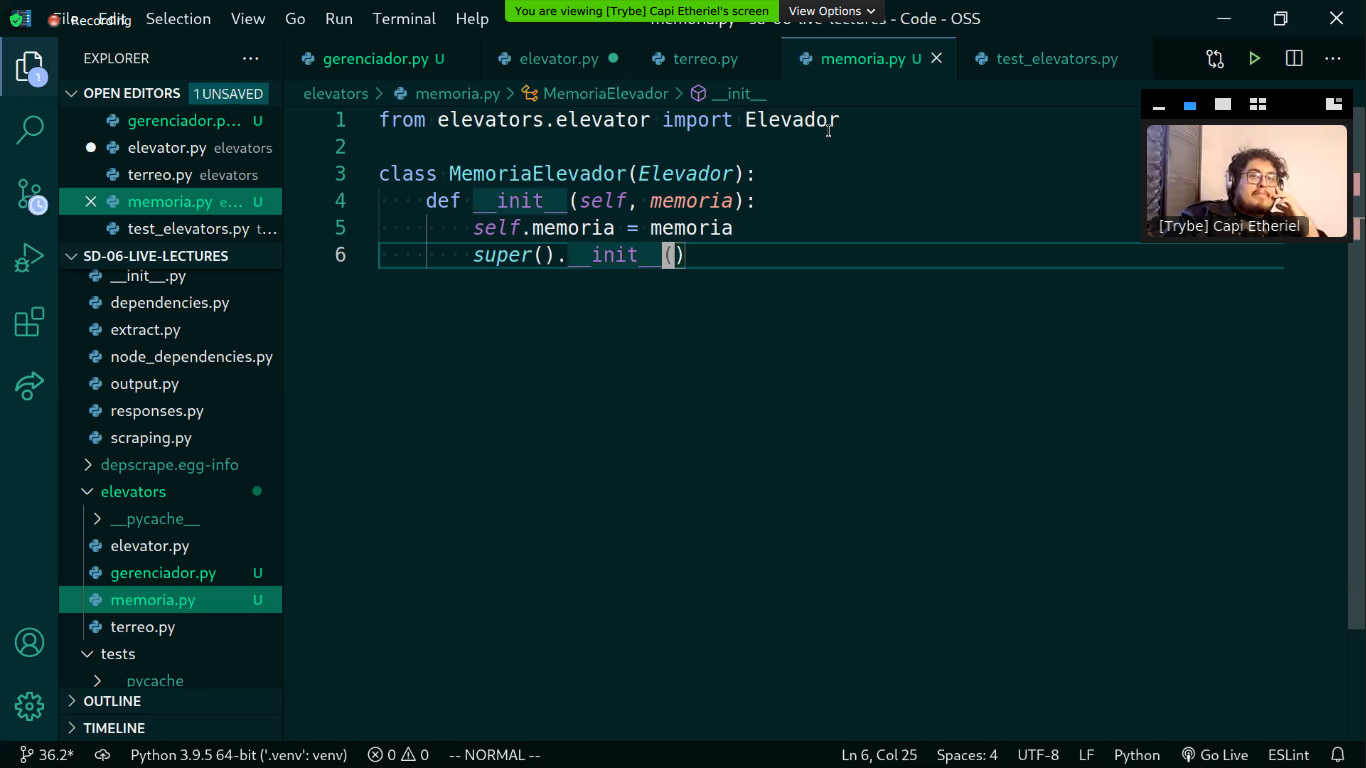 File Edit Selection View Go Run Terminal Help
Recording
You are viewing [Trybe] Capi Etheriel's screen
View Options
- Code - OSS
EXPLORER
gerenciador.py U
elevator.py
terreo.py
memoria.py U
test_elevators.py
OPEN EDITORS
1 UNSAVED
elevators > memoria.py > MemoriaElevador > __init__
gerenciador.p... U
elevator.py elevators
terreo.py elevators
memoria.py e... U
test_elevators.py t...
SD-06-LIVE-LECTURES
__init__.py
dependencies.py
extract.py
node_dependencies.py
output.py
responses.py
scraping.py
depscrape.egg-info
elevators
__pycache__
elevator.py
gerenciador.py U
memoria.py U
terreo.py
tests
pycache
OUTLINE
TIMELINE
1 from elevators.elevator import Elevador
2
3 class MemoriaElevador(Elevador):
4 def __init__(self, memoria):
5 self.memoria = memoria
6 super().__init__()
[Trybe] Capi Etheriel
36.2* Python 3.9.5 64-bit ('.venv': venv) 0 0 -- NORMAL -- Ln 6, Col 25 Spaces: 4 UTF-8 LF Python Go Live ESLint